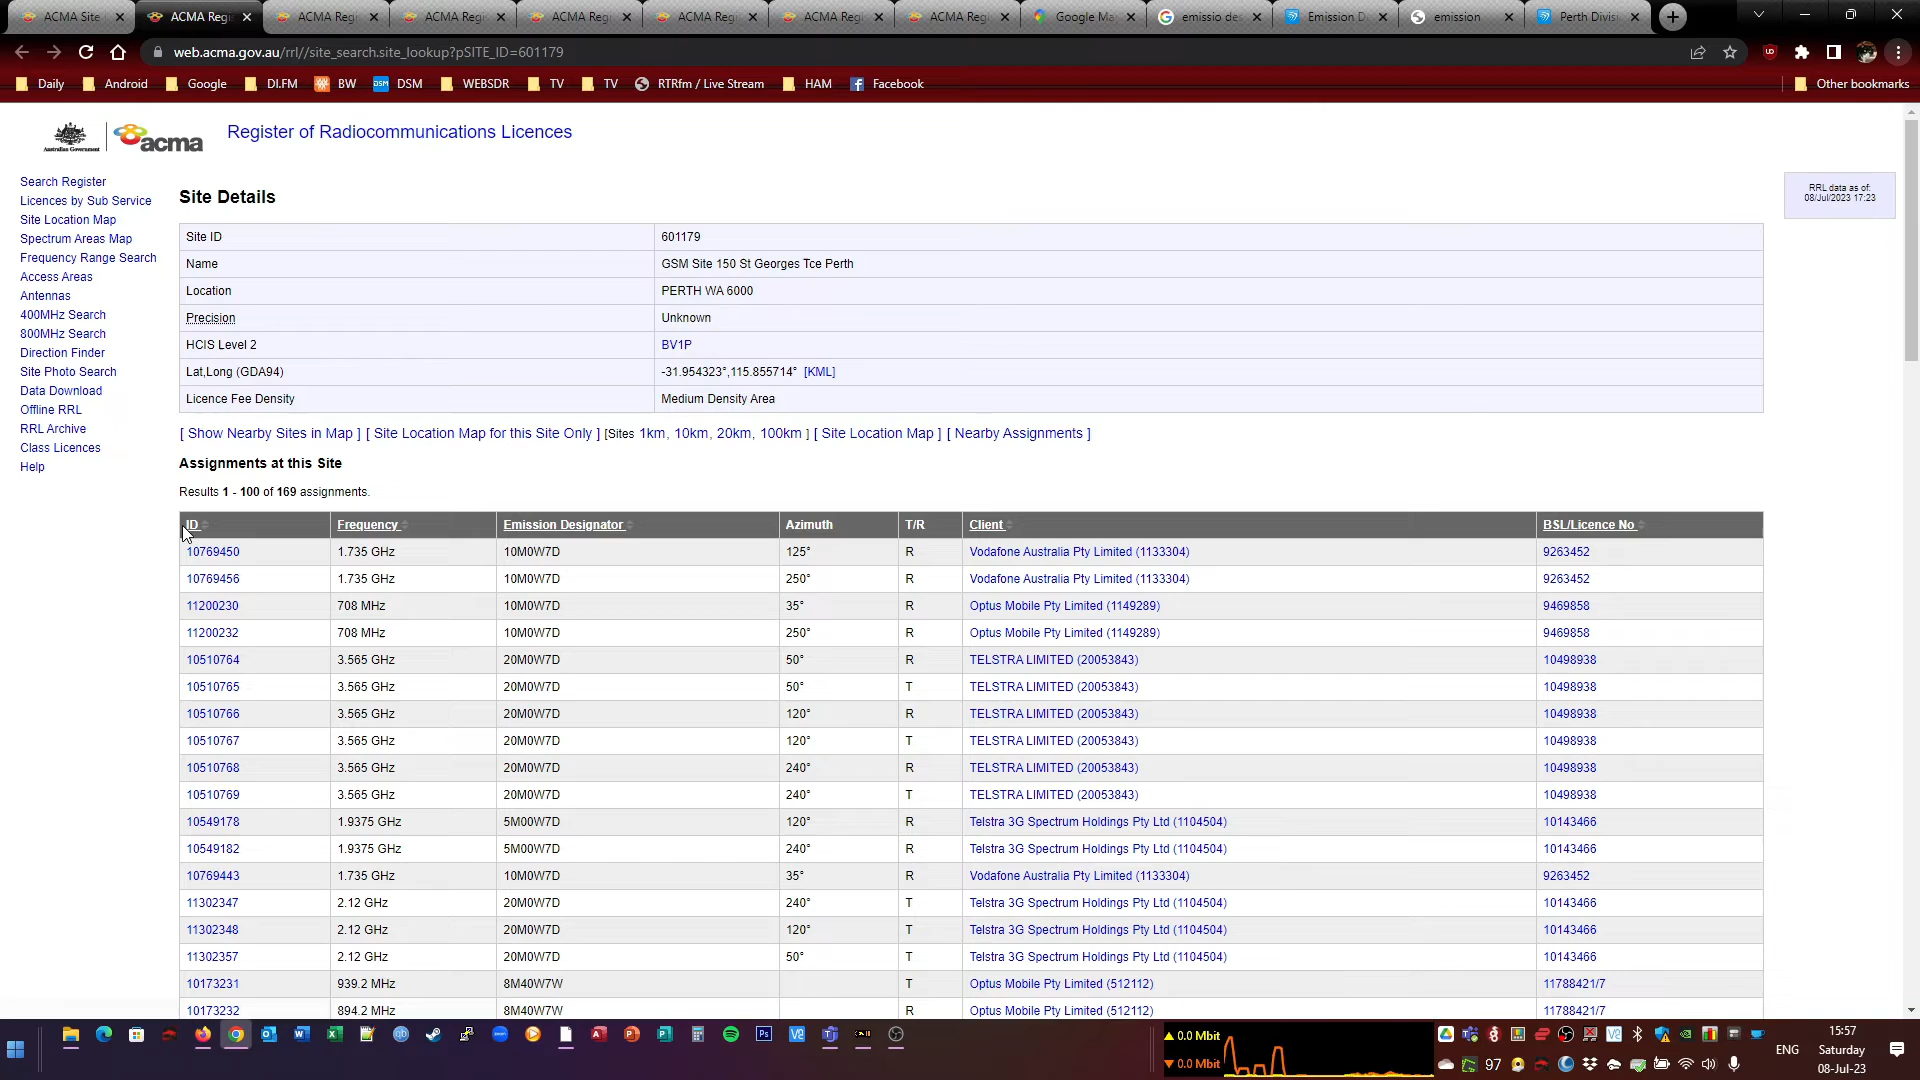 ACMA Site
ACMA Regi
ACMA Regi
ACMA Regi
ACMA Regi
ACMA Regi
ACMA Regi
ACMA Regi
Google Ma
emissio des
Emission D
emission
Perth Divisi
web.acma.gov.au/rrl//site_search.site_lookup?pSITE_ID=601179
Daily
Android
Google
DI.FM
BW
DSM
WEBSDR
TV
TV
RTRfm / Live Stream
HAM
Facebook
Other bookmarks
Australian Government
acma
Register of Radiocommunications Licences
Search Register
Licences by Sub Service
Site Location Map
Spectrum Areas Map
Frequency Range Search
Access Areas
Antennas
400MHz Search
800MHz Search
Direction Finder
Site Photo Search
Data Download
Offline RRL
RRL Archive
Class Licences
Help
RRL data as of:
08/Jul/2023 17:23
Site Details
Site ID 601179
Name GSM Site 150 St Georges Tce Perth
Location PERTH WA 6000
Precision Unknown
HCIS Level 2 BV1P
Lat,Long (GDA94) -31.954323°,115.855714° [KML]
Licence Fee Density Medium Density Area
[ Show Nearby Sites in Map ] [ Site Location Map for this Site Only ] [Sites 1km, 10km, 20km, 100km ] [ Site Location Map ] [ Nearby Assignments ]
Assignments at this Site
Results 1 - 100 of 169 assignments.
ID Frequency Emission Designator Azimuth T/R Client BSL/Licence No
10769450 1.735 GHz 10M0W7D 125° R Vodafone Australia Pty Limited (1133304) 9263452
10769456 1.735 GHz 10M0W7D 250° R Vodafone Australia Pty Limited (1133304) 9263452
11200230 708 MHz 10M0W7D 35° R Optus Mobile Pty Limited (1149289) 9469858
11200232 708 MHz 10M0W7D 250° R Optus Mobile Pty Limited (1149289) 9469858
10510764 3.565 GHz 20M0W7D 50° R TELSTRA LIMITED (20053843) 10498938
10510765 3.565 GHz 20M0W7D 50° T TELSTRA LIMITED (20053843) 10498938
10510766 3.565 GHz 20M0W7D 120° R TELSTRA LIMITED (20053843) 10498938
10510767 3.565 GHz 20M0W7D 120° T TELSTRA LIMITED (20053843) 10498938
10510768 3.565 GHz 20M0W7D 240° R TELSTRA LIMITED (20053843) 10498938
10510769 3.565 GHz 20M0W7D 240° T TELSTRA LIMITED (20053843) 10498938
10549178 1.9375 GHz 5M00W7D 120° R Telstra 3G Spectrum Holdings Pty Ltd (1104504) 10143466
10549182 1.9375 GHz 5M00W7D 240° R Telstra 3G Spectrum Holdings Pty Ltd (1104504) 10143466
10769443 1.735 GHz 10M0W7D 35° R Vodafone Australia Pty Limited (1133304) 9263452
11302347 2.12 GHz 20M0W7D 240° T Telstra 3G Spectrum Holdings Pty Ltd (1104504) 10143466
11302348 2.12 GHz 20M0W7D 120° T Telstra 3G Spectrum Holdings Pty Ltd (1104504) 10143466
11302357 2.12 GHz 20M0W7D 50° T Telstra 3G Spectrum Holdings Pty Ltd (1104504) 10143466
10173231 939.2 MHz 8M40W7W T Optus Mobile Pty Limited (512112) 11788421/7
10173232 894.2 MHz 8M40W7W R Optus Mobile Pty Limited (512112) 11788421/7
0.0 Mbit
0.0 Mbit
97
ENG
15:57
Saturday
08-Jul-23